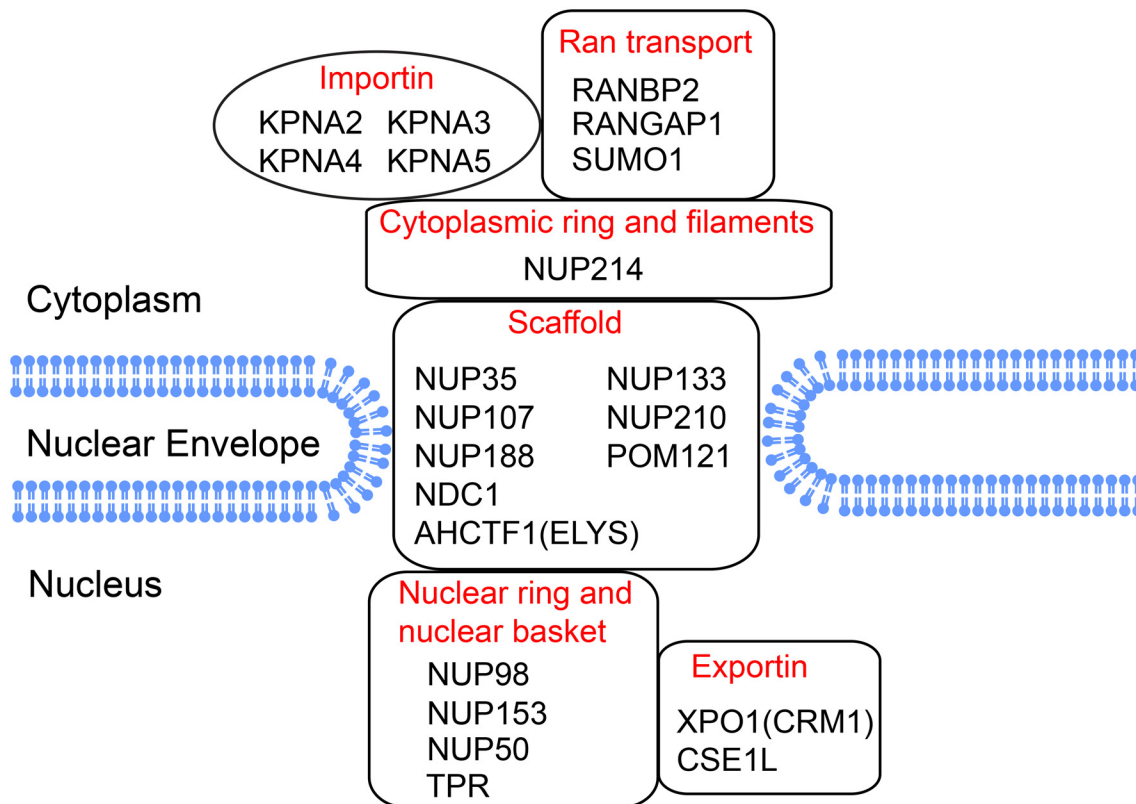 Ran transport
RANBP2
RANGAP1
SUMO1
Importin
KPNA2 KPNA3
KPNA4 KPNA5
Cytoplasmic ring and filaments
NUP214
Cytoplasm
Scaffold
NUP35 NUP133
NUP107 NUP210
NUP188 POM121
NDC1
AHCTF1(ELYS)
Nuclear Envelope
Nucleus
Nuclear ring and
nuclear basket
NUP98
NUP153
NUP50
TPR
Exportin
XPO1(CRM1)
CSE1L